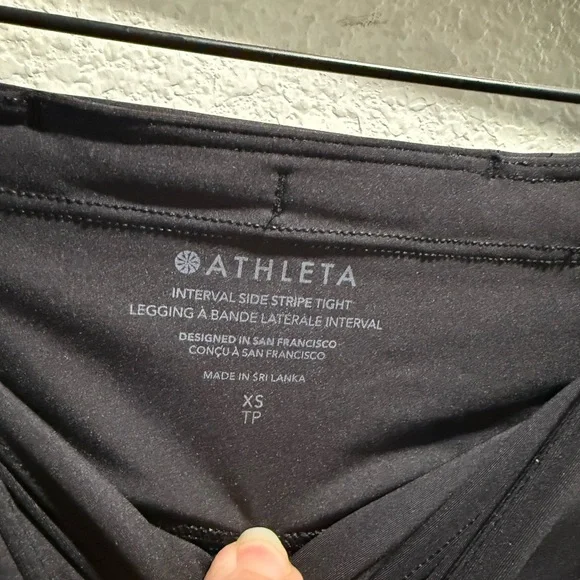 ATHLETA
INTERVAL SIDE STRIPE TIGHT
LEGGING À BANDE LATÉRALE INTERVAL
DESIGNED IN SAN FRANCISCO
CONÇU À SAN FRANCISCO
MADE IN SRI LANKA
XS
TP